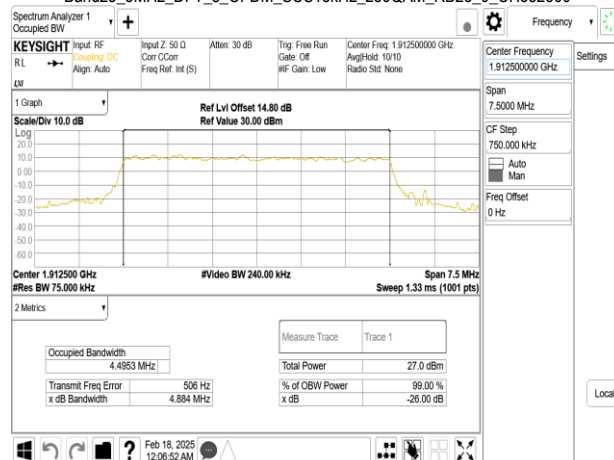 Spectrum Analyzer 1
Occupied BW
Frequency
Settings
KEYSIGHT
Input: RF
Coupling: DC
Align: Auto
Input Z: 50 Ω
Corr CCorr
Freq Ref: Int (S)
Atten: 30 dB
Trig: Free Run
Gate: Off
#IF Gain: Low
Center Freq: 1.912500000 GHz
Avg|Hold: 10/10
Radio Std: None
RL
LXI
Center Frequency
1.912500000 GHz
Span
7.5000 MHz
CF Step
750.000 kHz
Auto
Man
Freq Offset
0 Hz
Local
1 Graph
Ref Lvl Offset 14.80 dB
Scale/Div 10.0 dB
Ref Value 30.00 dBm
Log
20.0
10.0
0.00
-10.0
-20.0
-30.0
-40.0
-50.0
-60.0
Center 1.912500 GHz
#Video BW 240.00 kHz
Span 7.5 MHz
#Res BW 75.000 kHz
Sweep 1.33 ms (1001 pts)
2 Metrics
Measure Trace
Trace 1
Occupied Bandwidth
4.4953 MHz
Total Power
27.0 dBm
Transmit Freq Error
506 Hz
% of OBW Power
99.00 %
x dB Bandwidth
4.884 MHz
x dB
-26.00 dB
?
Feb 18, 2025
12:06:52 AM